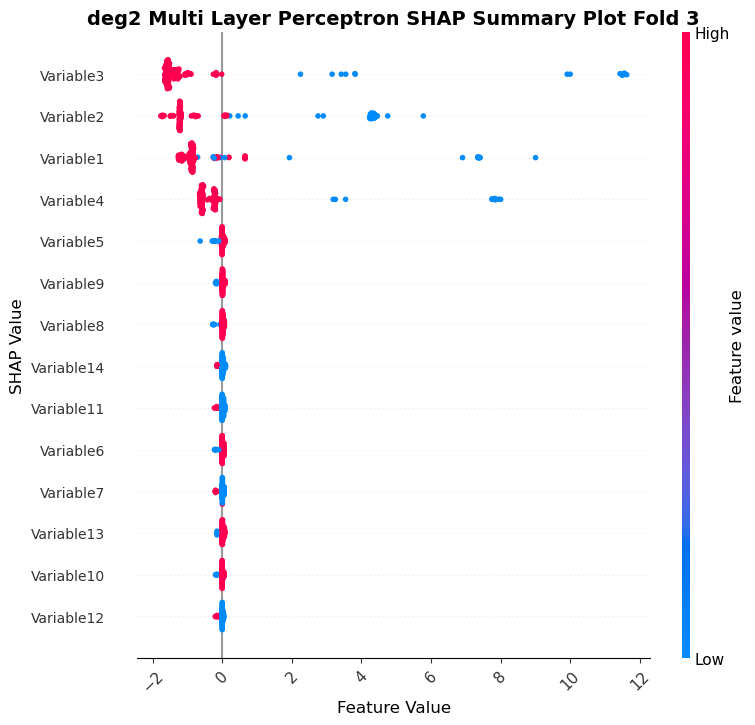 deg2 Multi Layer Perceptron SHAP Summary Plot Fold 3
High
Variable3
Variable2
Variable1
Variable4
Variable5
Variable9
Variable8
Variable14
Variable11
Variable6
Variable7
Variable13
Variable10
Variable12
SHAP Value
Feature value
Low
−2
0
2
4
6
8
10
12
Feature Value